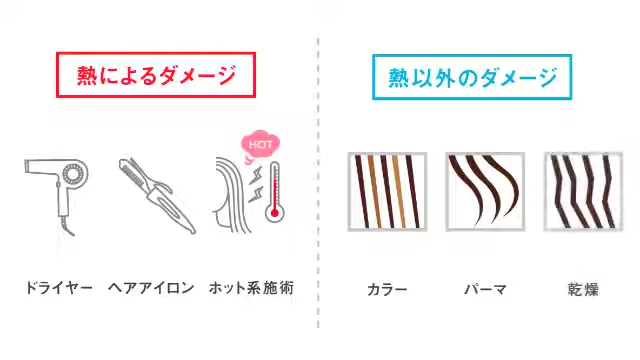 熱によるダメージ
熱以外のダメージ
HOT
ドライヤー
ヘアアイロン
ホット系施術
カラー
パーマ
乾燥